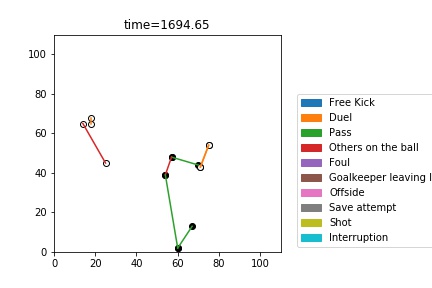 time=1694.65
100
80
60
40
20
0
0 20 40 60 80 100
Free Kick
Duel
Pass
Others on the ball
Foul
Goalkeeper leaving l
Offside
Save attempt
Shot
Interruption